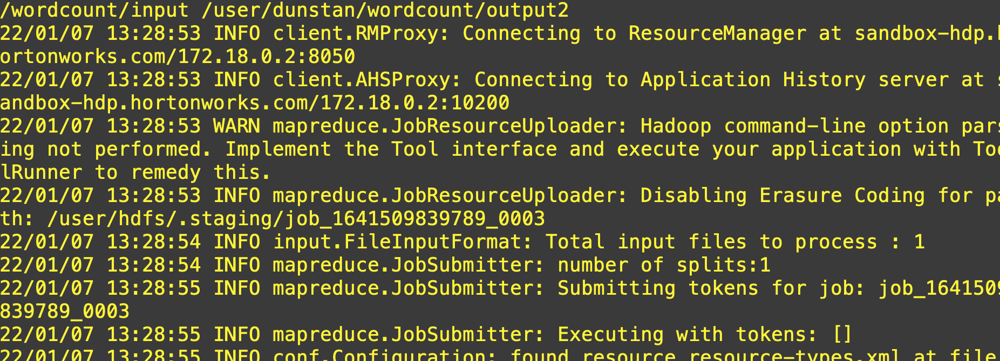 /wordcount/input /user/dunstan/wordcount/output2
22/01/07 13:28:53 INFO client.RMProxy: Connecting to ResourceManager at sandbox-hdp.h
ortonworks.com/172.18.0.2:8050
22/01/07 13:28:53 INFO client.AHSProxy: Connecting to Application History server at s
andbox-hdp.hortonworks.com/172.18.0.2:10200
22/01/07 13:28:53 WARN mapreduce.JobResourceUploader: Hadoop command-line option pars
ing not performed. Implement the Tool interface and execute your application with Too
lRunner to remedy this.
22/01/07 13:28:53 INFO mapreduce.JobResourceUploader: Disabling Erasure Coding for pa
th: /user/hdfs/.staging/job_1641509839789_0003
22/01/07 13:28:54 INFO input.FileInputFormat: Total input files to process : 1
22/01/07 13:28:54 INFO mapreduce.JobSubmitter: number of splits:1
22/01/07 13:28:55 INFO mapreduce.JobSubmitter: Submitting tokens for job: job_1641509
839789_0003
22/01/07 13:28:55 INFO mapreduce.JobSubmitter: Executing with tokens: []
22/01/07 13:28:55 INFO conf.Configuration: found resource resource-types.xml at file